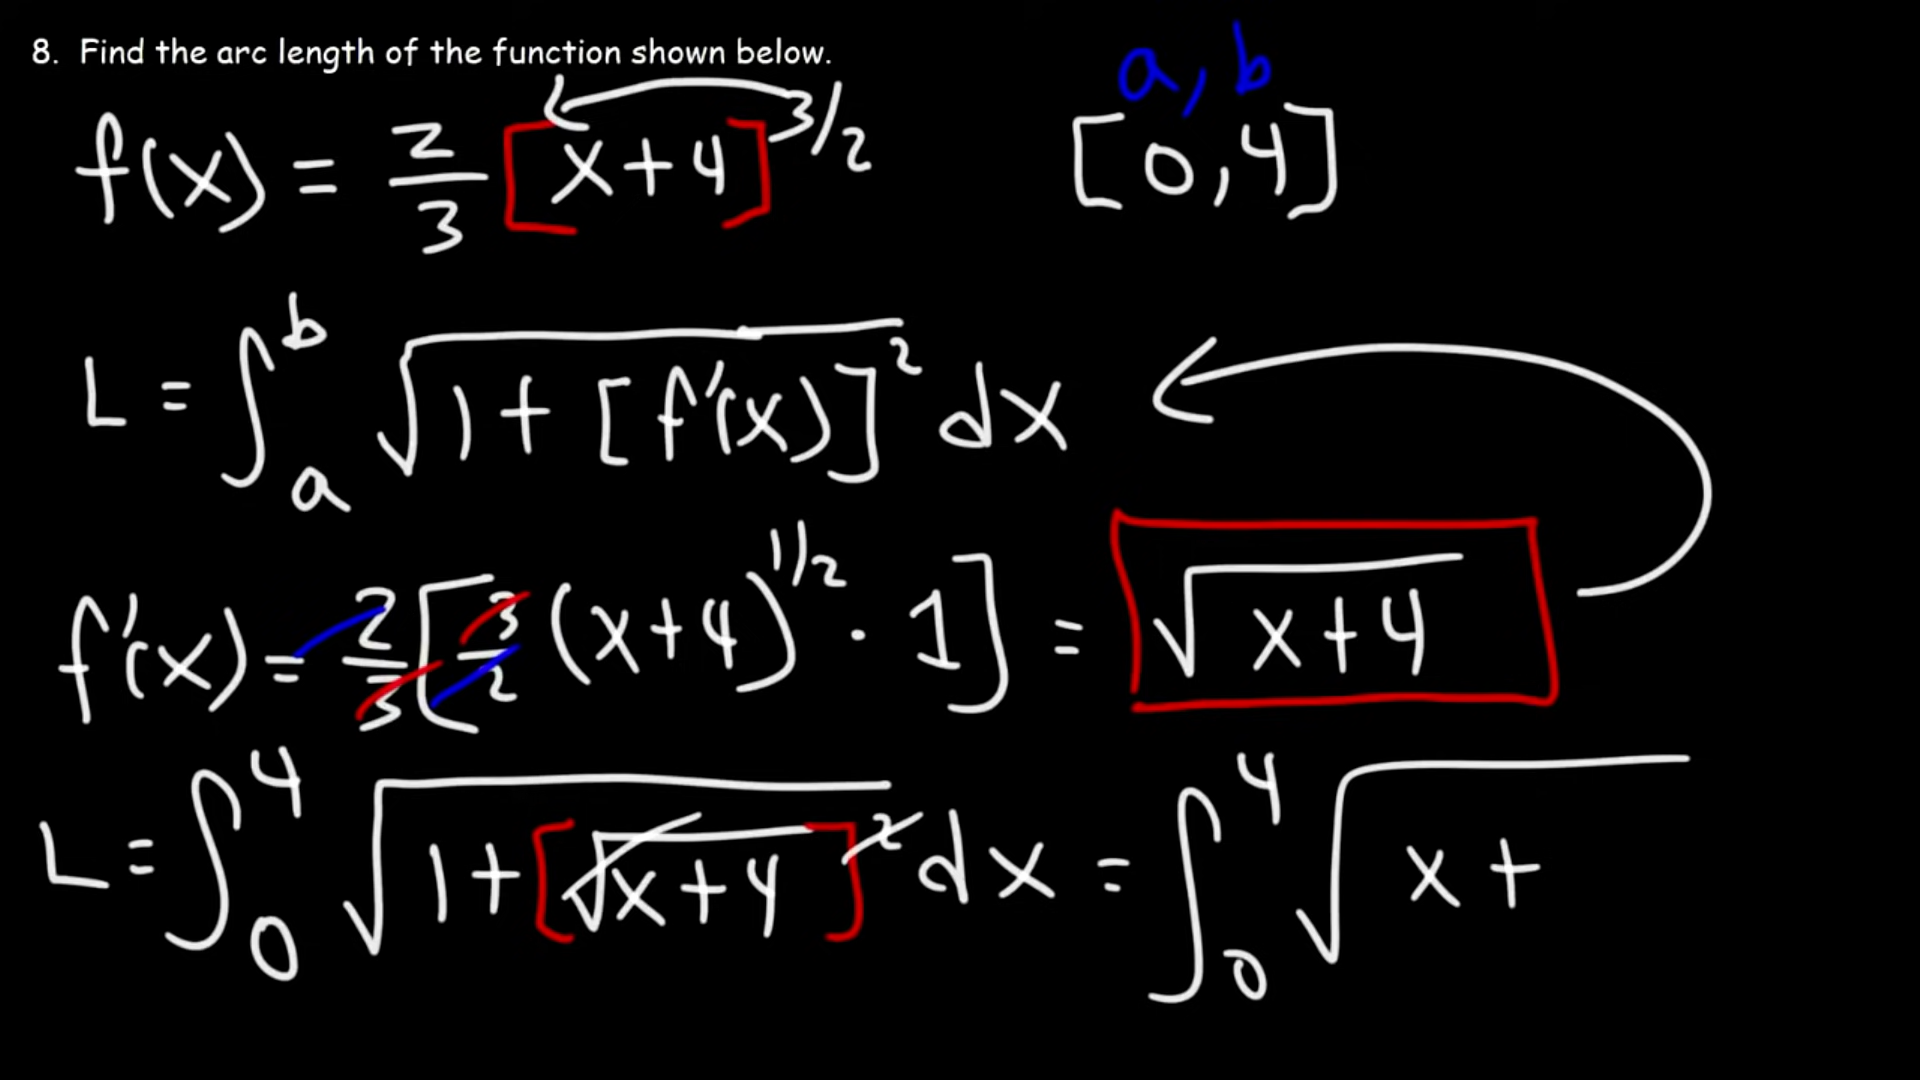 8. Find the arc length of the function shown below.
a, b
f(x) = 2/3 [x+4]^3/2 [0,4]
L = ∫_a^b √(1 + [f'(x)]^2) dx
f'(x) = 2/3 [3/2 (x+4)^1/2 · 1] = √(x+4)
L = ∫_0^4 √(1 + [√(x+4)]^2) dx = ∫_0^4 √(x +